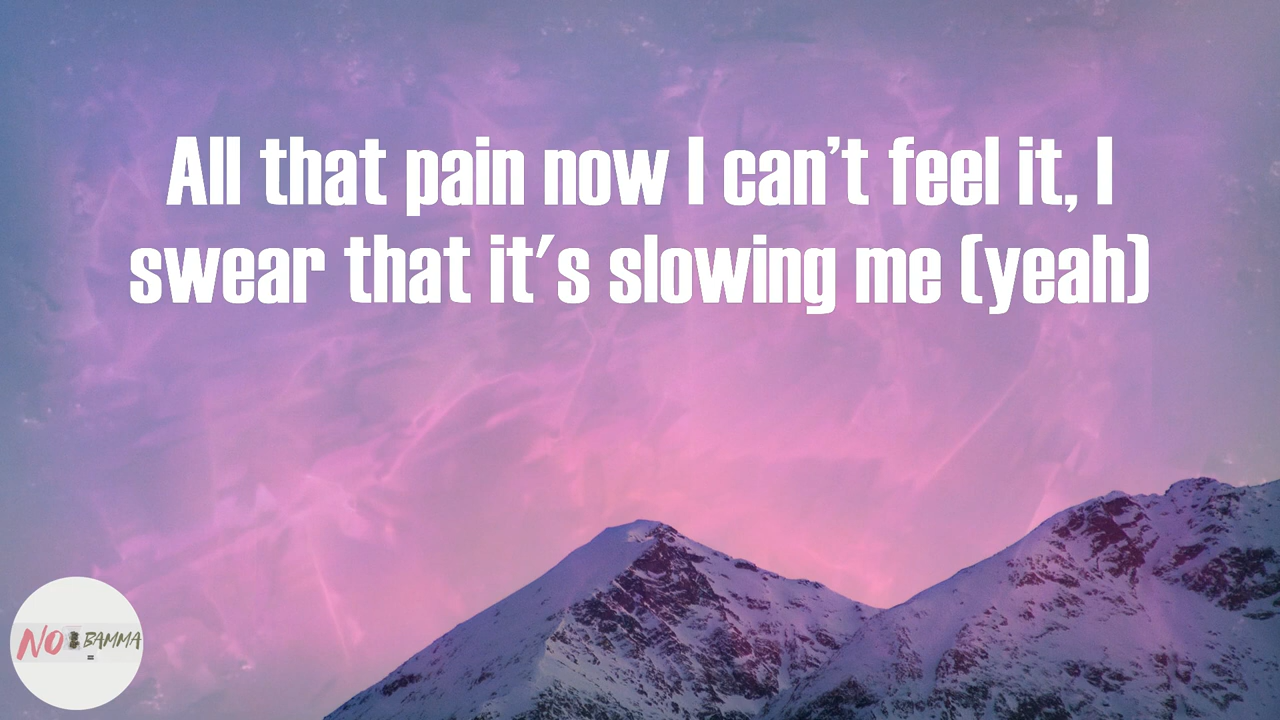 All that pain now I can’t feel it, I
swear that it's slowing me (yeah)
NO BAMMA